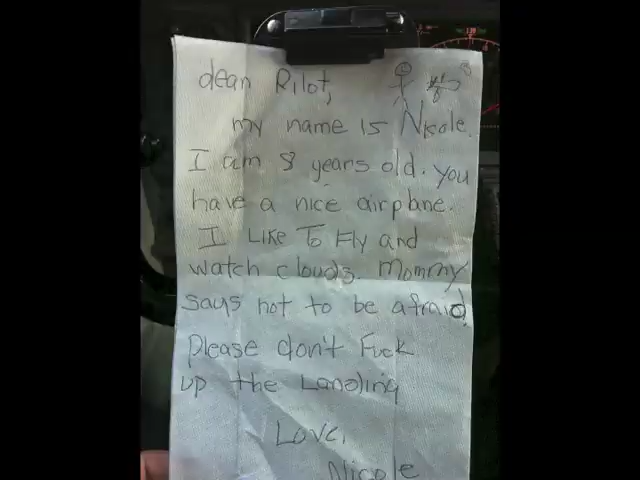 dear Pilot,
my name is Nicole.
I am 8 years old. you
have a nice airplane.
I Like To Fly and
watch clouds. Mommy
says not to be afraid.
Please don't Fuck
up the Landing
Love,
Nicole